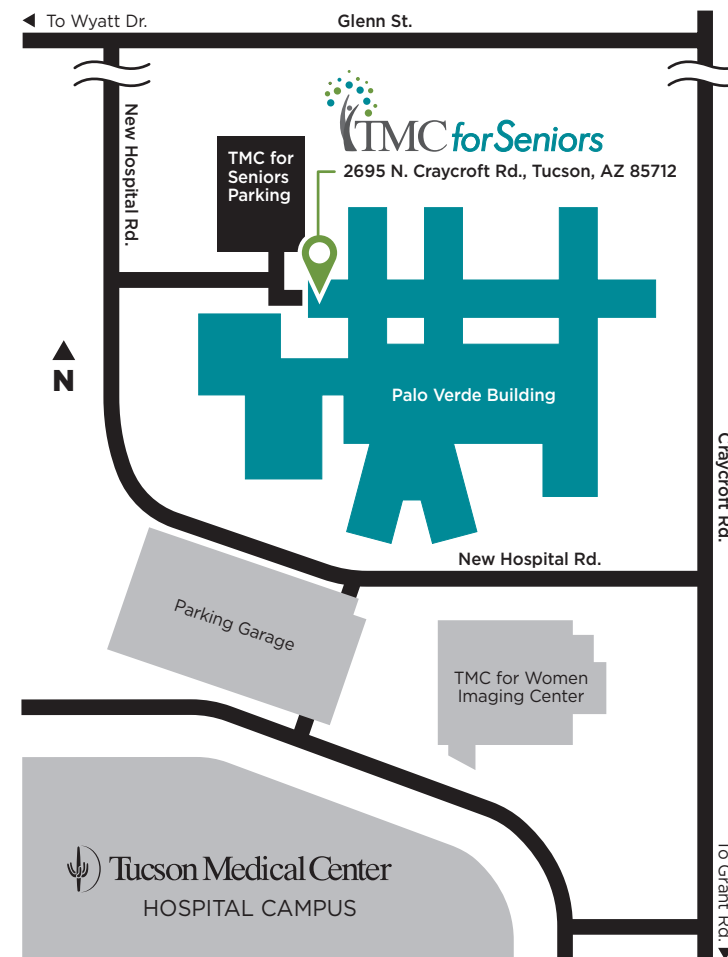 To Wyatt Dr.
Glenn St.
New Hospital Rd.
TMC for Seniors
2695 N. Craycroft Rd., Tucson, AZ 85712
TMC for
Seniors
Parking
N
Palo Verde Building
Craycroft Rd.
New Hospital Rd.
Parking Garage
TMC for Women
Imaging Center
To Grant Rd.
Tucson Medical Center
HOSPITAL CAMPUS